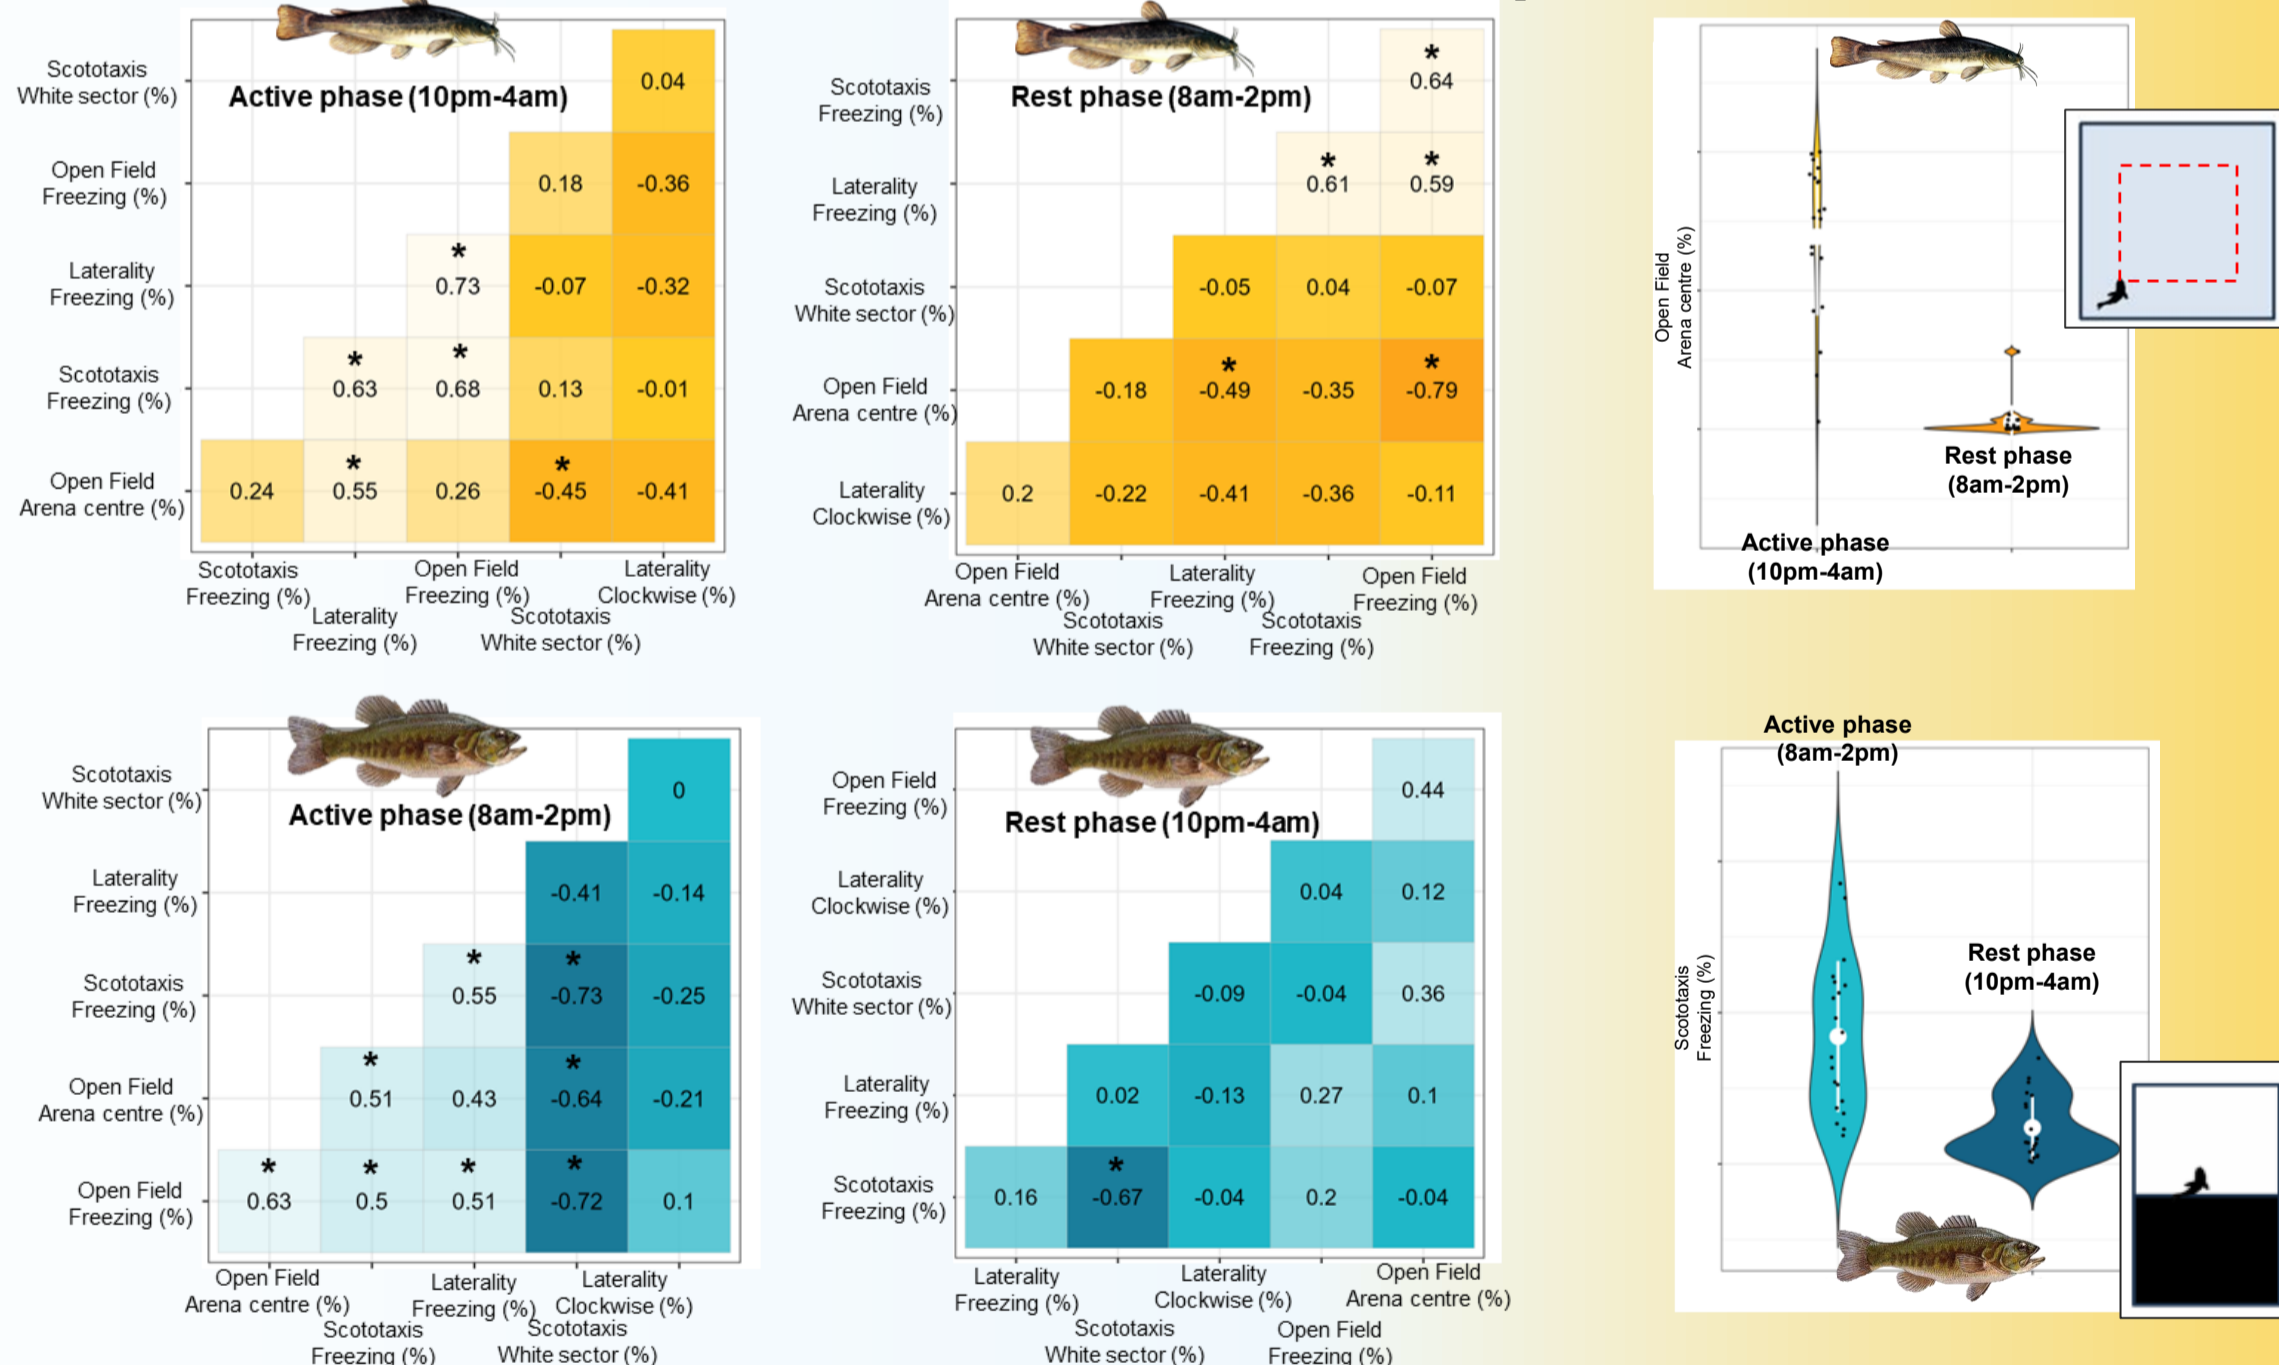 Active phase (10pm-4am)
Scototaxis
White sector (%)
0.04
Open Field
Freezing (%)
0.18
-0.36
Laterality
Freezing (%)
*
0.73
-0.07
-0.32
Scototaxis
Freezing (%)
*
0.63
*
0.68
0.13
-0.01
Open Field
Arena centre (%)
0.24
*
0.55
0.26
*
-0.45
-0.41
Scototaxis
Freezing (%)
Laterality
Freezing (%)
Open Field
Freezing (%)
Scototaxis
White sector (%)
Laterality
Clockwise (%)
Rest phase (8am-2pm)
Scototaxis
Freezing (%)
*
0.64
Laterality
Freezing (%)
*
0.61
*
0.59
Scototaxis
White sector (%)
-0.05
0.04
-0.07
Open Field
Arena centre (%)
-0.18
*
-0.49
-0.35
*
-0.79
Laterality
Clockwise (%)
0.2
-0.22
-0.41
-0.36
-0.11
Open Field
Arena centre (%)
Scototaxis
White sector (%)
Laterality
Freezing (%)
Scototaxis
Freezing (%)
Open Field
Freezing (%)
Open Field
Arena centre (%)
Rest phase
(8am-2pm)
Active phase
(10pm-4am)
Active phase (8am-2pm)
Scototaxis
White sector (%)
0
Laterality
Freezing (%)
-0.41
-0.14
Scototaxis
Freezing (%)
*
0.55
*
-0.73
-0.25
Open Field
Arena centre (%)
*
0.51
0.43
*
-0.64
-0.21
Open Field
Freezing (%)
*
0.63
*
0.5
*
0.51
*
-0.72
0.1
Open Field
Arena centre (%)
Scototaxis
Freezing (%)
Laterality
Freezing (%)
Scototaxis
White sector (%)
Laterality
Clockwise (%)
Rest phase (10pm-4am)
Open Field
Freezing (%)
0.44
Laterality
Clockwise (%)
0.04
0.12
Scototaxis
White sector (%)
-0.09
-0.04
0.36
Laterality
Freezing (%)
0.02
-0.13
0.27
0.1
Scototaxis
Freezing (%)
0.16
*
-0.67
-0.04
0.2
-0.04
Laterality
Freezing (%)
Scototaxis
White sector (%)
Laterality
Clockwise (%)
Open Field
Freezing (%)
Open Field
Arena centre (%)
Active phase
(8am-2pm)
Scototaxis
Freezing (%)
Rest phase
(10pm-4am)